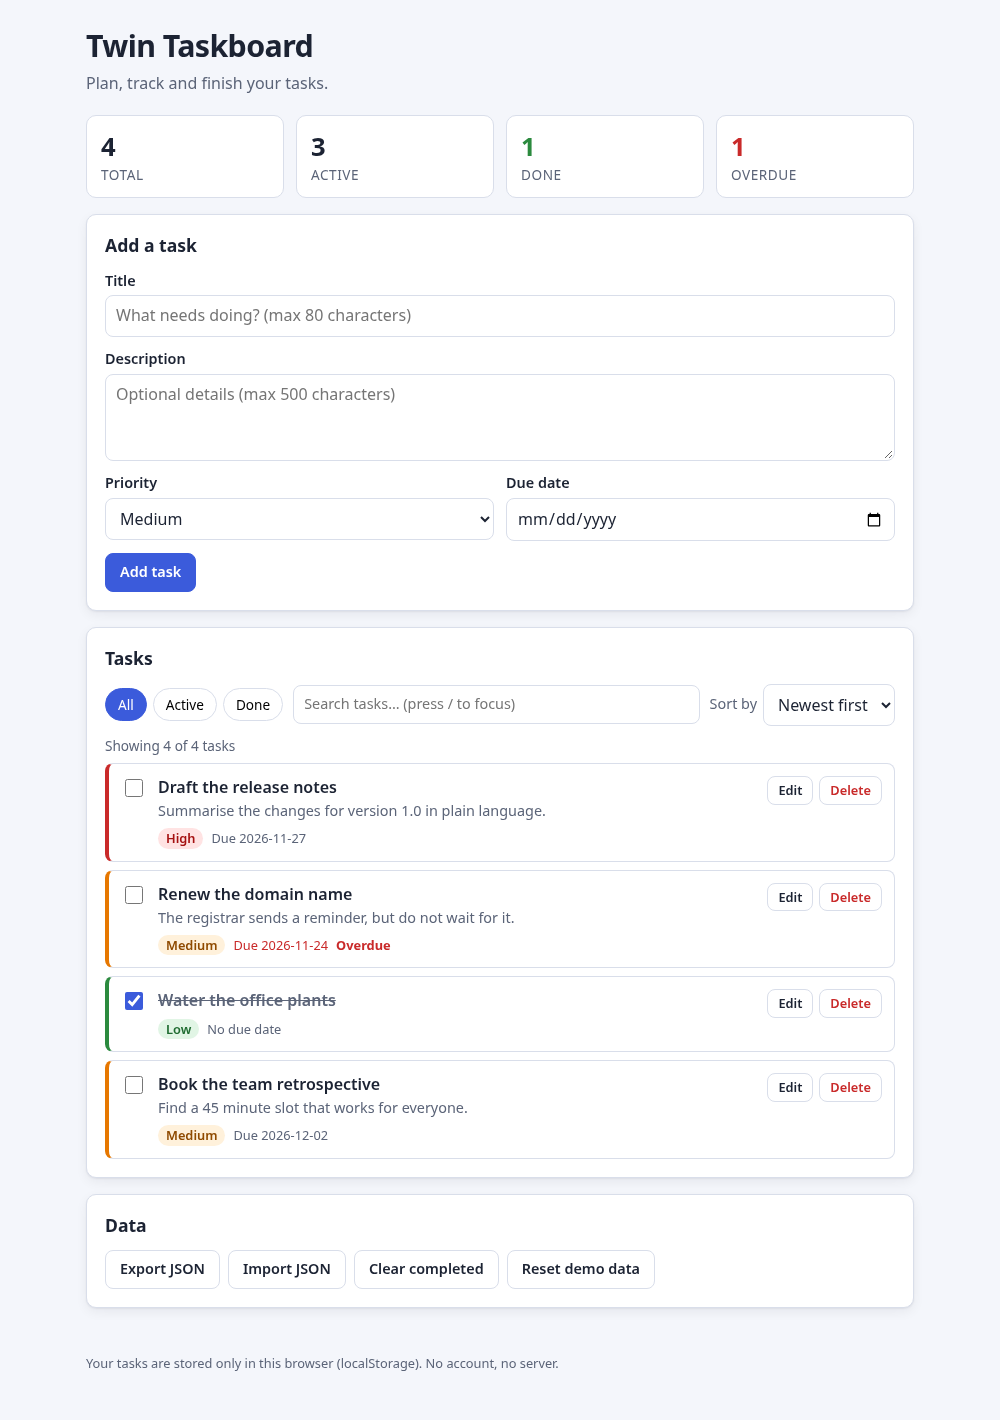 Twin Taskboard
Plan, track and finish your tasks.
4
TOTAL
3
ACTIVE
1
DONE
1
OVERDUE
Add a task
Title
What needs doing? (max 80 characters)
Description
Optional details (max 500 characters)
Priority
Medium
Due date
mm/dd/yyyy
Add task
Tasks
All Active Done Search tasks... (press / to focus) Sort by Newest first
Showing 4 of 4 tasks
Draft the release notes Edit Delete
Summarise the changes for version 1.0 in plain language.
High Due 2026-11-27
Renew the domain name Edit Delete
The registrar sends a reminder, but do not wait for it.
Medium Due 2026-11-24 Overdue
Water the office plants Edit Delete
Low No due date
Book the team retrospective Edit Delete
Find a 45 minute slot that works for everyone.
Medium Due 2026-12-02
Data
Export JSON Import JSON Clear completed Reset demo data
Your tasks are stored only in this browser (localStorage). No account, no server.